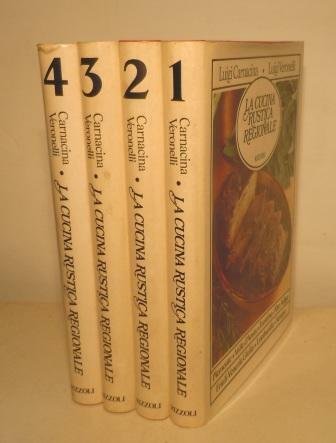 4
Carnacina
Veronelli
• LA CUCINA RUSTICA REGIONALE
RIZZOLI
3
Carnacina
Veronelli
• LA CUCINA RUSTICA REGIONALE
RIZZOLI
2
Carnacina
Veronelli
• LA CUCINA RUSTICA REGIONALE
RIZZOLI
1
Carnacina
Veronelli
• LA CUCINA RUSTICA REGIONALE
RIZZOLI
Luigi Carnacina • Luigi Veronelli
LA CUCINA
RUSTICA
REGIONALE